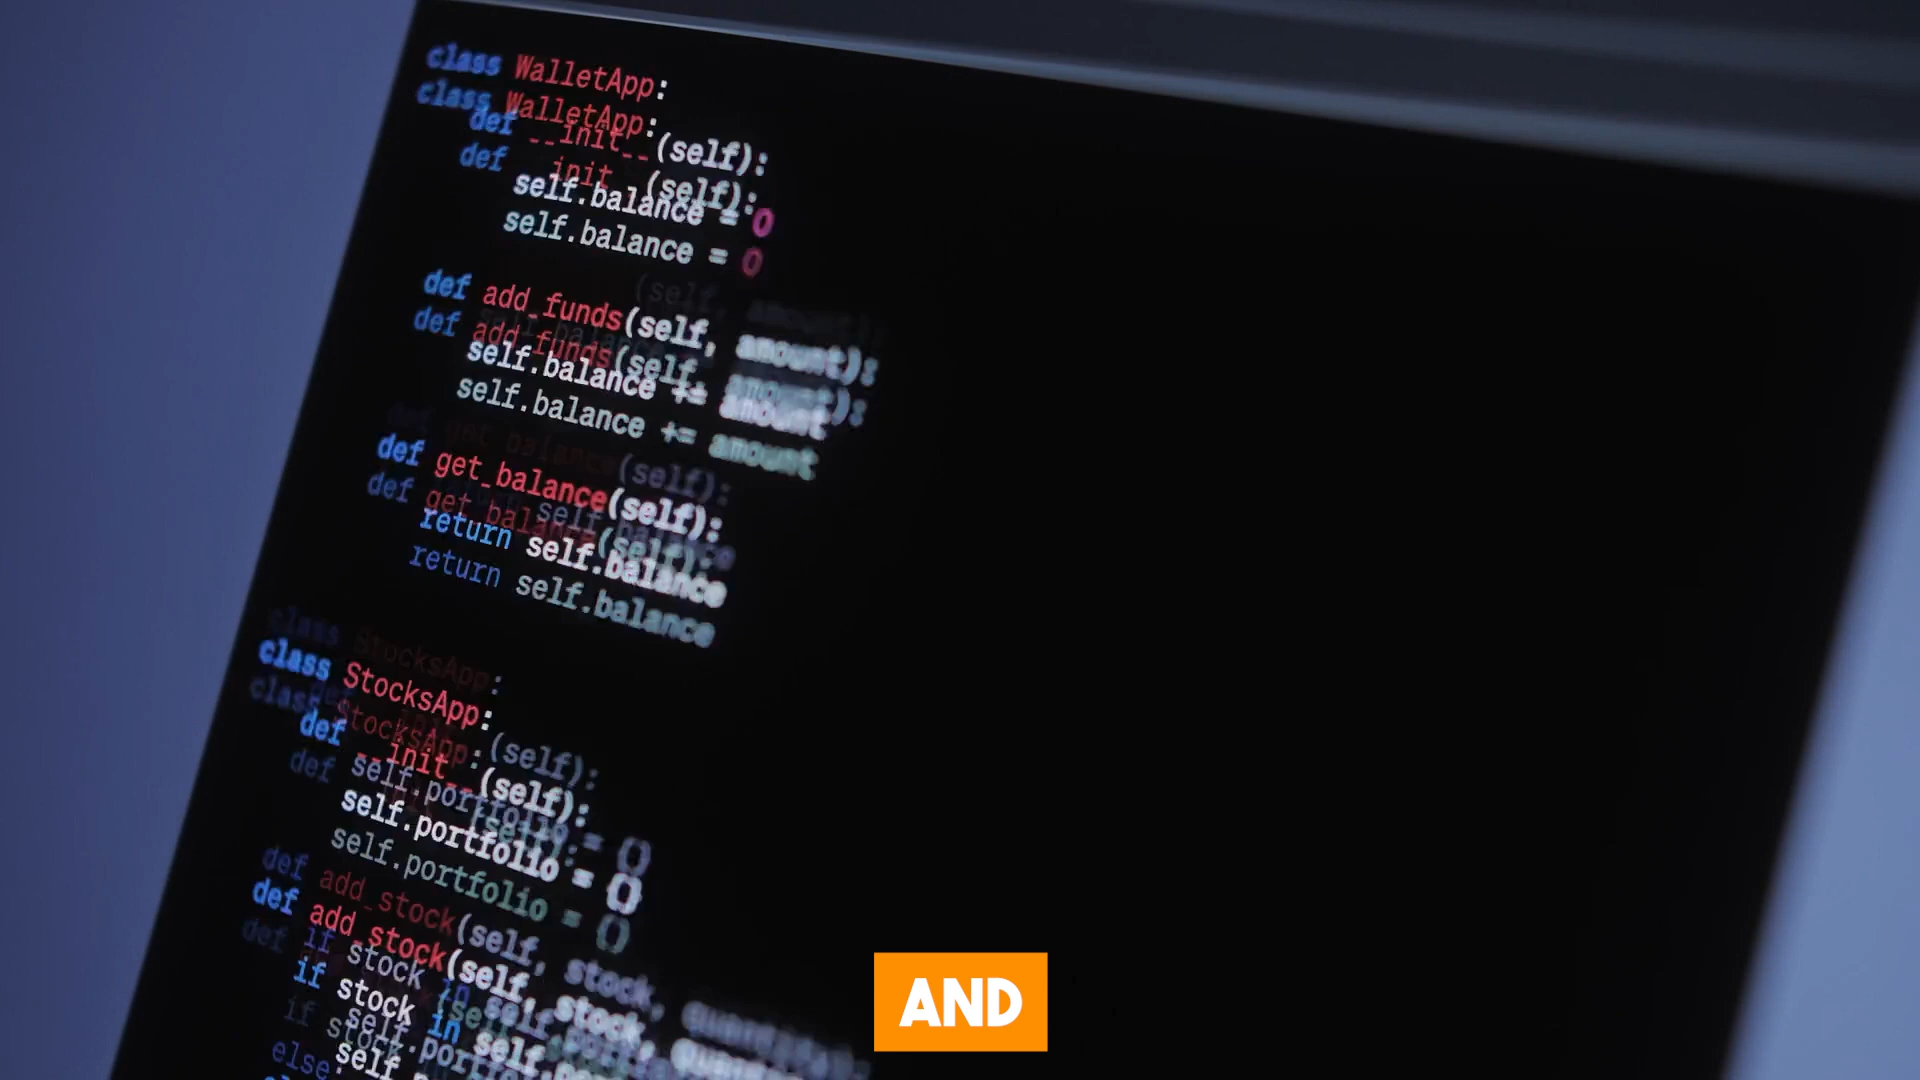 class WalletApp:
def __init__(self):
self.balance = 0
def add_funds(self, amount):
self.balance += amount
def get_balance(self):
return self.balance
class StocksApp:
def __init__(self):
self.portfolio = {}
def add_stock(self, stock,
if stock in self.
else:
AND